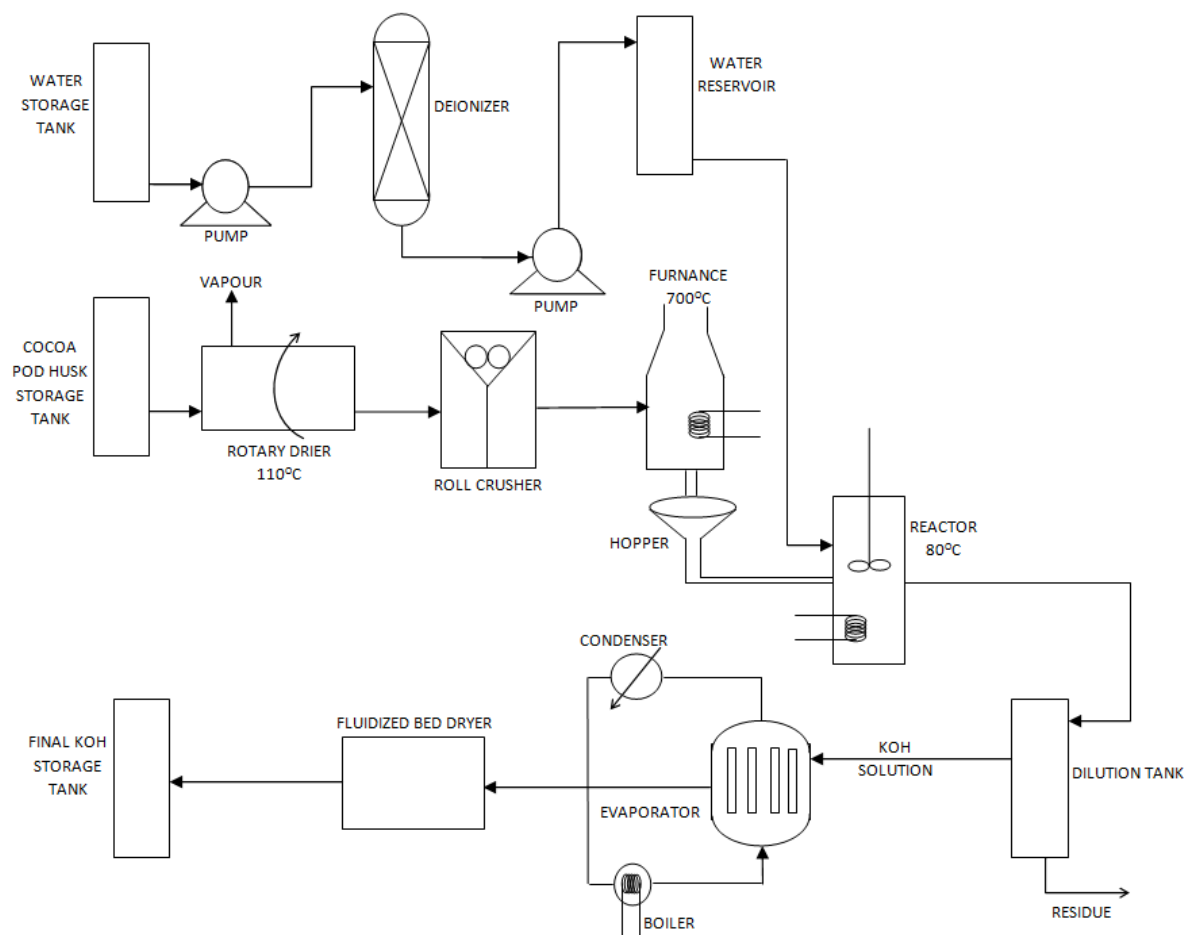 WATER
STORAGE
TANK
PUMP
DEIONIZER
PUMP
WATER
RESERVOIR
COCOA
POD HUSK
STORAGE
TANK
VAPOUR
ROTARY DRIER
110°C
ROLL CRUSHER
FURNANCE
700°C
HOPPER
REACTOR
80°C
DILUTION TANK
RESIDUE
KOH
SOLUTION
EVAPORATOR
CONDENSER
BOILER
FLUIDIZED BED DRYER
FINAL KOH
STORAGE
TANK